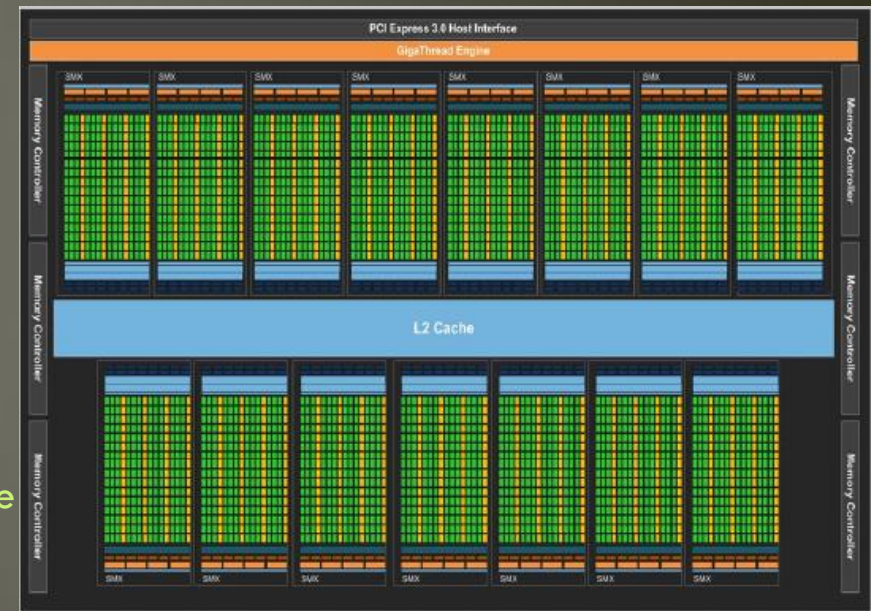 PCI Express 3.0 Host Interface
GigaThread Engine
SMX SMX SMX SMX SMX SMX SMX SMX
Memory Controller
Memory Controller
Memory Controller
Memory Controller
Memory Controller
Memory Controller
L2 Cache
SMX SMX SMX SMX SMX SMX SMX
e